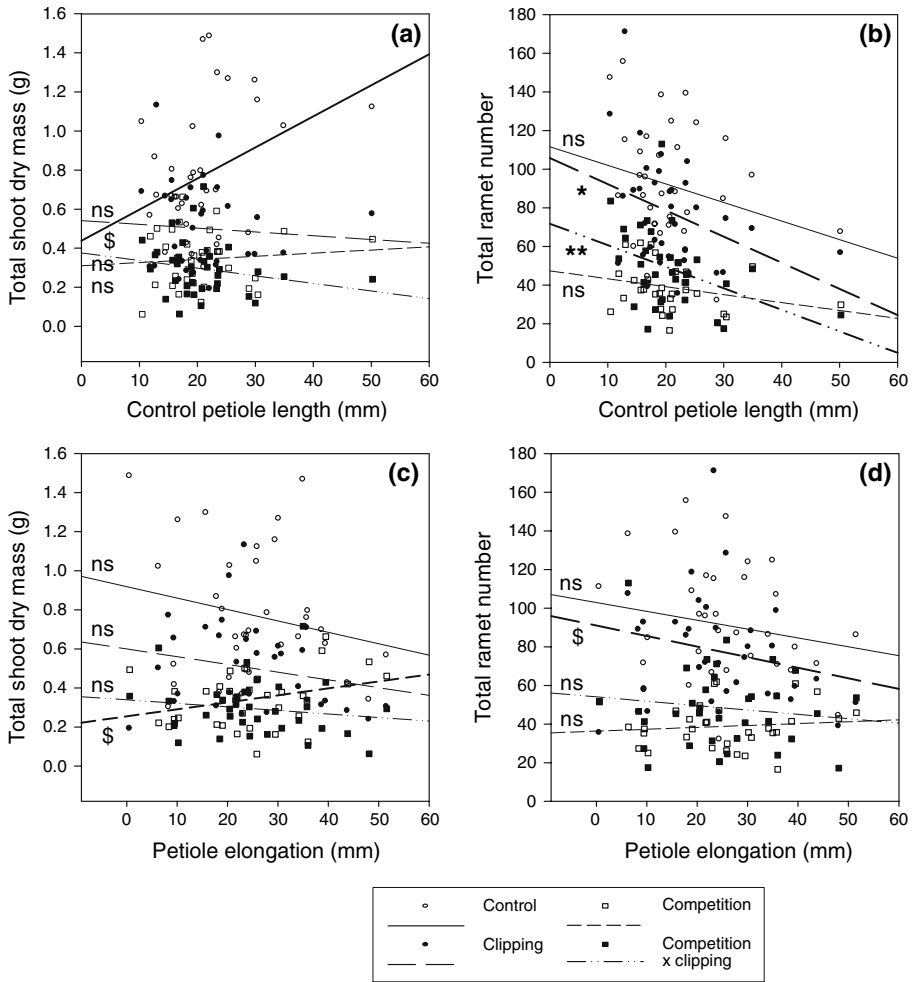 (a)
Total shoot dry mass (g)
1.6
1.4
1.2
1.0
0.8
0.6
0.4
0.2
0.0
ns
$
ns
ns
0 10 20 30 40 50 60
Control petiole length (mm)
(b)
Total ramet number
180
160
140
120
100
80
60
40
20
0
ns
*
**
ns
0 10 20 30 40 50 60
Control petiole length (mm)
(c)
Total shoot dry mass (g)
1.6
1.4
1.2
1.0
0.8
0.6
0.4
0.2
0.0
ns
ns
ns
$
0 10 20 30 40 50 60
Petiole elongation (mm)
(d)
Total ramet number
180
160
140
120
100
80
60
40
20
0
ns
$
ns
ns
0 10 20 30 40 50 60
Petiole elongation (mm)
Control
Competition
Clipping
Competition
x clipping